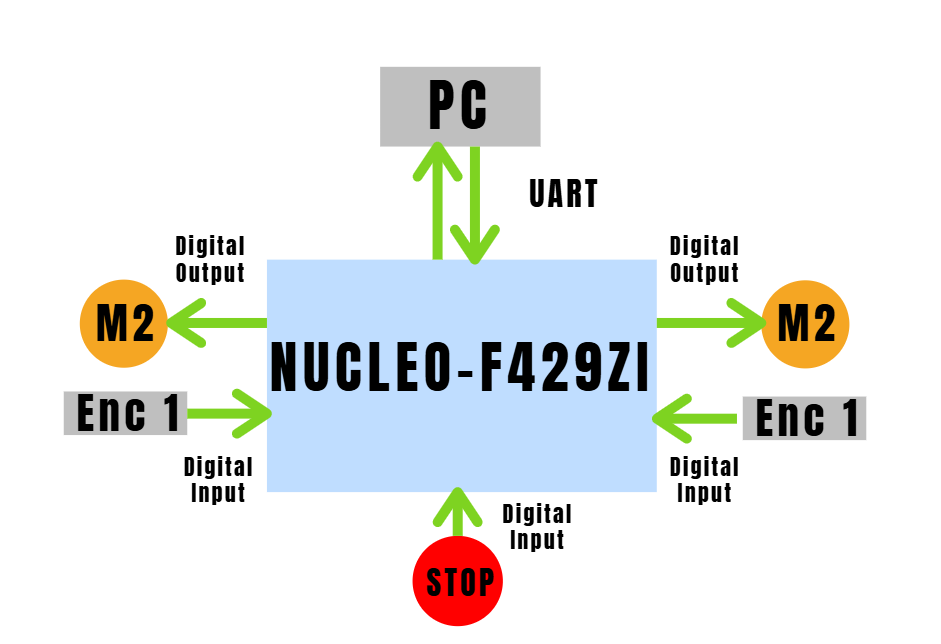 PC
UART
Digital
Output
Digital
Output
M2
M2
NUCLEO-F429ZI
Enc 1
Enc 1
Digital
Input
Digital
Input
Digital
Input
STOP